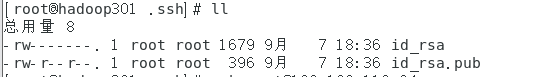 [root@hadoop301 .ssh]# ll
总用量 8
-rw-------. 1 root root 1679 9月   7 18:36 id_rsa
-rw-r--r--. 1 root root  396 9月   7 18:36 id_rsa.pub